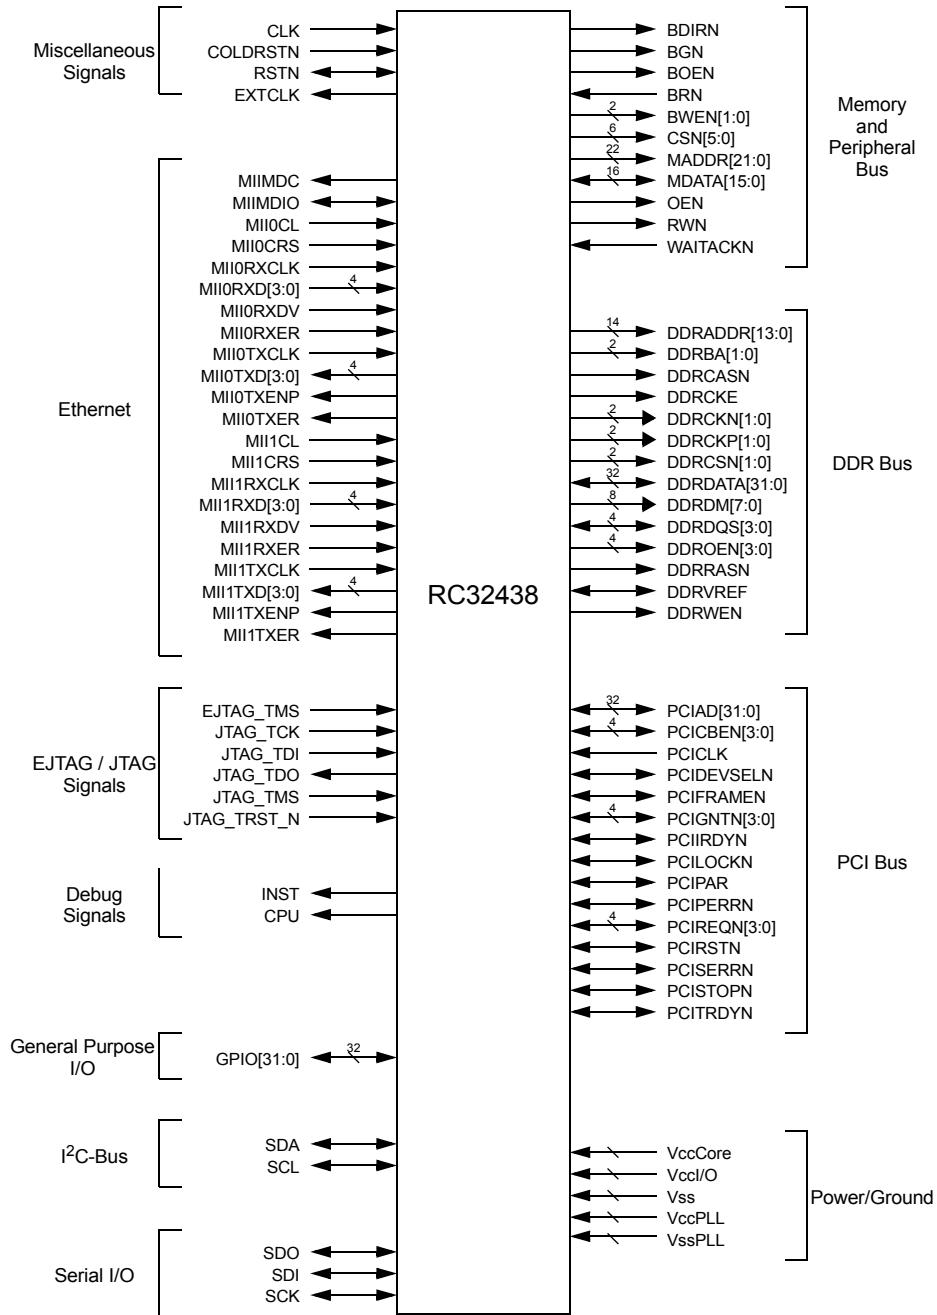 Miscellaneous
Signals
CLK
COLDRSTN
RSTN
EXTCLK
Ethernet
MIIMDC
MIIMDIO
MII0CL
MII0CRS
MII0RXCLK
MII0RXD[3:0] 4
MII0RXDV
MII0RXER
MII0TXCLK
MII0TXD[3:0] 4
MII0TXENP
MII0TXER
MII1CL
MII1CRS
MII1RXCLK
MII1RXD[3:0] 4
MII1RXDV
MII1RXER
MII1TXCLK
MII1TXD[3:0] 4
MII1TXENP
MII1TXER
EJTAG / JTAG
Signals
EJTAG_TMS
JTAG_TCK
JTAG_TDI
JTAG_TDO
JTAG_TMS
JTAG_TRST_N
Debug
Signals
INST
CPU
General Purpose
I/O
GPIO[31:0] 32
I2C-Bus
SDA
SCL
Serial I/O
SDO
SDI
SCK
RC32438
BDIRN
BGN
BOEN
BRN
2 BWEN[1:0]
6 CSN[5:0]
22 MADDR[21:0]
16 MDATA[15:0]
OEN
RWN
WAITACKN
Memory
and
Peripheral
Bus
14 DDRADDR[13:0]
2 DDRBA[1:0]
DDRCASN
DDRCKE
2 DDRCKN[1:0]
2 DDRCKP[1:0]
2 DDRCSN[1:0]
32 DDRDATA[31:0]
8 DDRDM[7:0]
4 DDRDQS[3:0]
4 DDROEN[3:0]
DDRRASN
DDRVREF
DDRWEN
DDR Bus
32 PCIAD[31:0]
4 PCICBEN[3:0]
PCICLK
PCIDEVSELN
PCIFRAMEN
4 PCIGNTN[3:0]
PCIIRDYN
PCILOCKN
PCIPAR
PCIPERRN
4 PCIREQN[3:0]
PCIRSTN
PCISERRN
PCISTOPN
PCITRDYN
PCI Bus
VccCore
VccI/O
Vss
VccPLL
VssPLL
Power/Ground